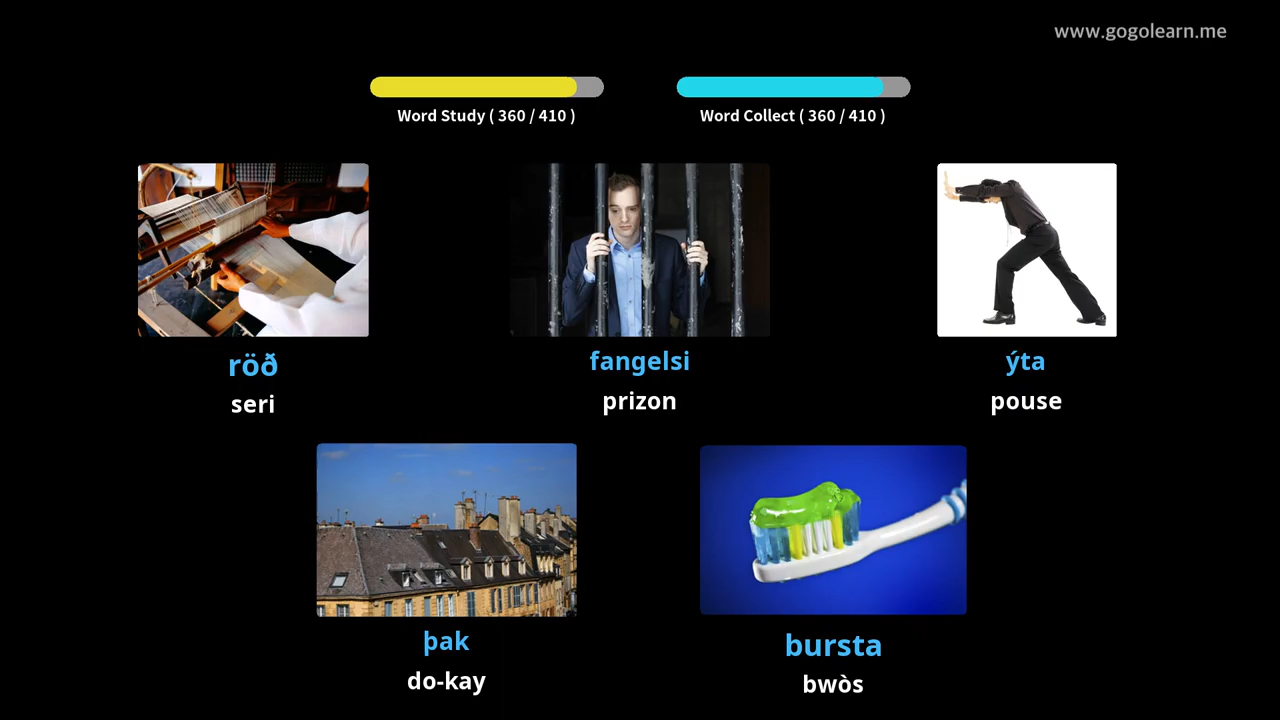 www.gogolearn.me
Word Study ( 360 / 410 )
Word Collect ( 360 / 410 )
röð
seri
fangelsi
prizon
ýta
pouse
þak
do-kay
bursta
bwòs